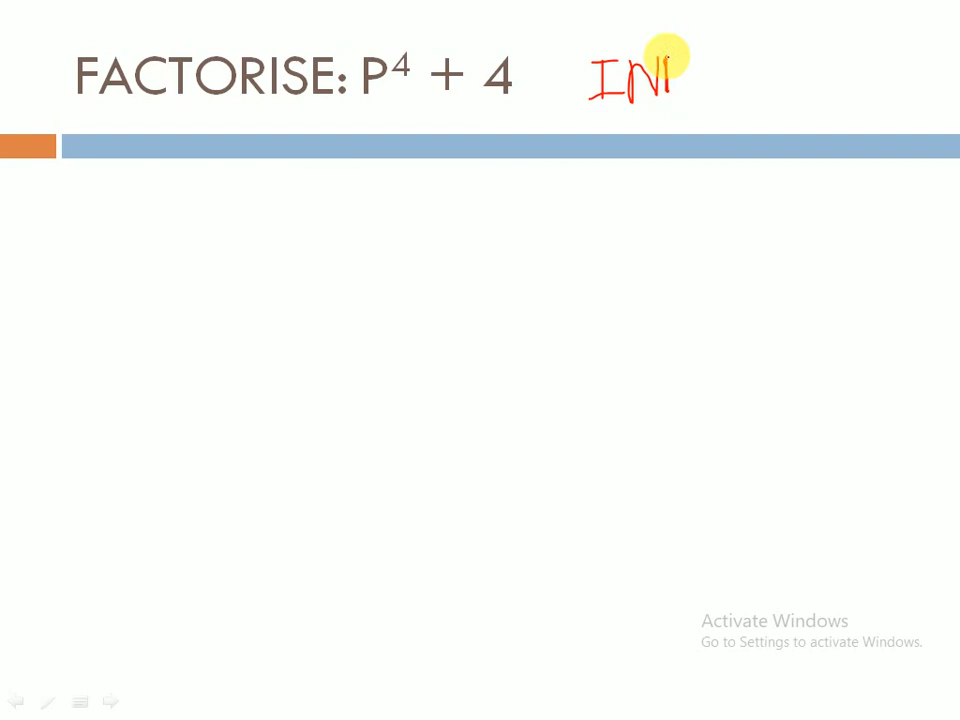 FACTORISE: P⁴ + 4
Activate Windows
Go to Settings to activate Windows.